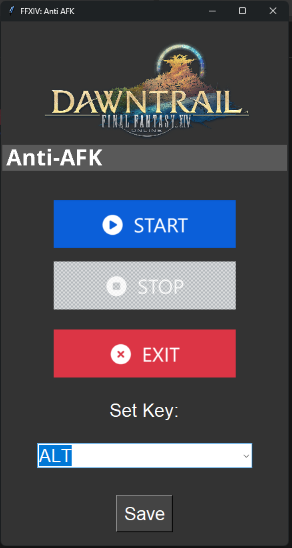 FFXIV: Anti AFK
DAWNTRAIL
FINAL FANTASY XIV
ONLINE
Anti-AFK
START
STOP
EXIT
Set Key:
ALT
Save